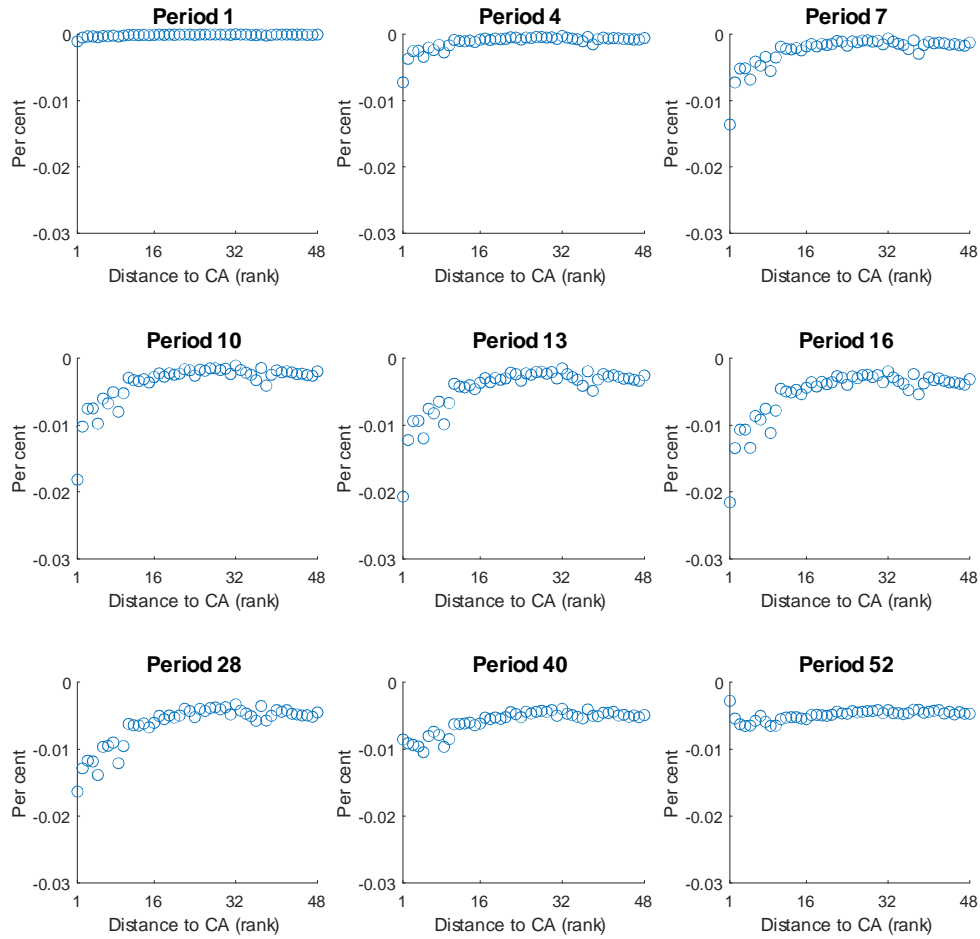 Period 1
0
-0.01
-0.02
-0.03
Per cent
1 16 32 48
Distance to CA (rank)
Period 4
0
-0.01
-0.02
-0.03
Per cent
1 16 32 48
Distance to CA (rank)
Period 7
0
-0.01
-0.02
-0.03
Per cent
1 16 32 48
Distance to CA (rank)
Period 10
0
-0.01
-0.02
-0.03
Per cent
1 16 32 48
Distance to CA (rank)
Period 13
0
-0.01
-0.02
-0.03
Per cent
1 16 32 48
Distance to CA (rank)
Period 16
0
-0.01
-0.02
-0.03
Per cent
1 16 32 48
Distance to CA (rank)
Period 28
0
-0.01
-0.02
-0.03
Per cent
1 16 32 48
Distance to CA (rank)
Period 40
0
-0.01
-0.02
-0.03
Per cent
1 16 32 48
Distance to CA (rank)
Period 52
0
-0.01
-0.02
-0.03
Per cent
1 16 32 48
Distance to CA (rank)